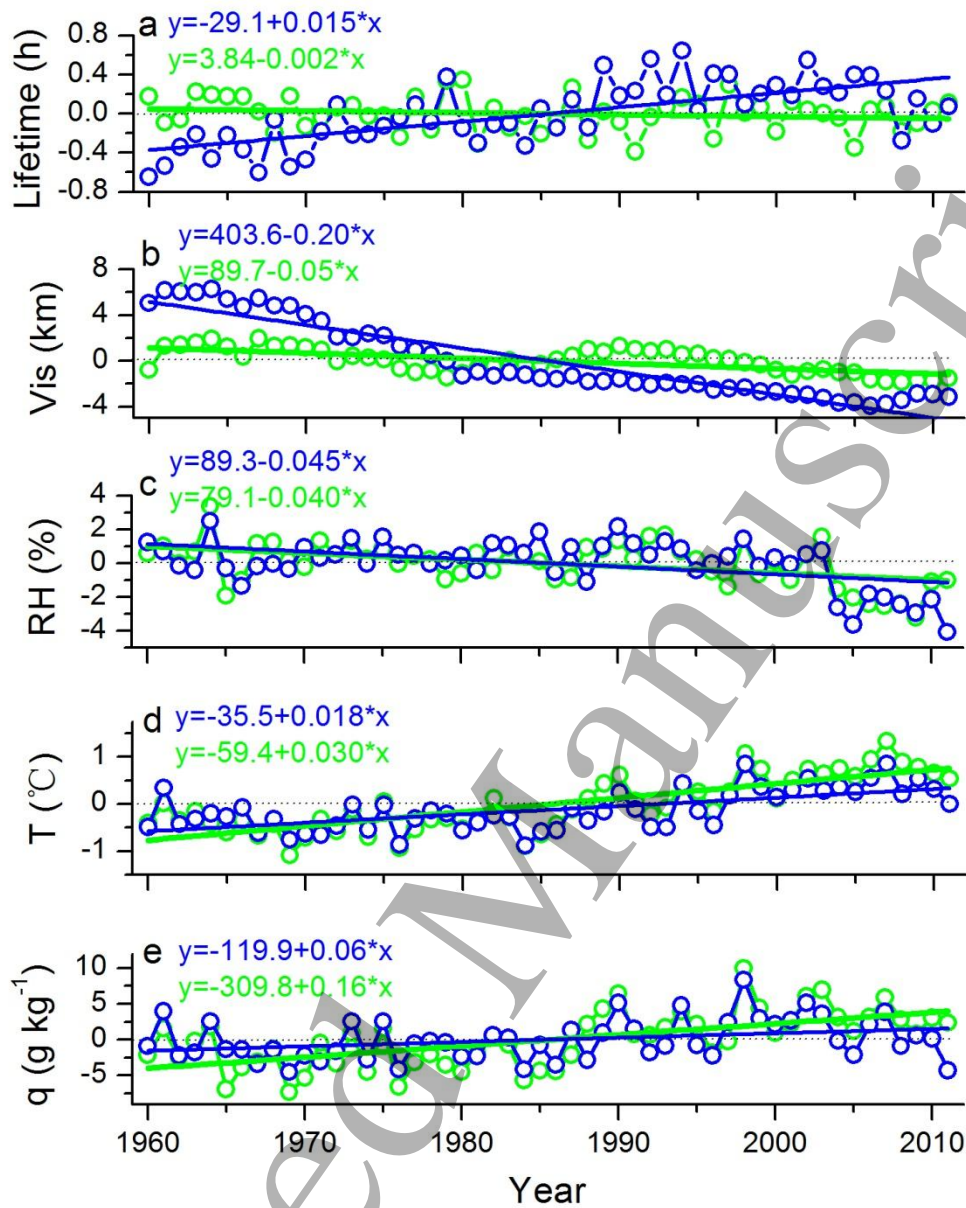 a
y=-29.1+0.015*x
y=3.84-0.002*x
Lifetime (h)
0.8
0.4
0.0
-0.4
-0.8
b
y=403.6-0.20*x
y=89.7-0.05*x
Vis (km)
8
4
0
-4
c
y=89.3-0.045*x
y=79.1-0.040*x
RH (%)
4
2
0
-2
-4
d
y=-35.5+0.018*x
y=-59.4+0.030*x
T (℃)
1
0
-1
e
y=-119.9+0.06*x
y=-309.8+0.16*x
q (g kg⁻¹)
10
5
0
-5
1960 1970 1980 1990 2000 2010
Year
ed Manuscri